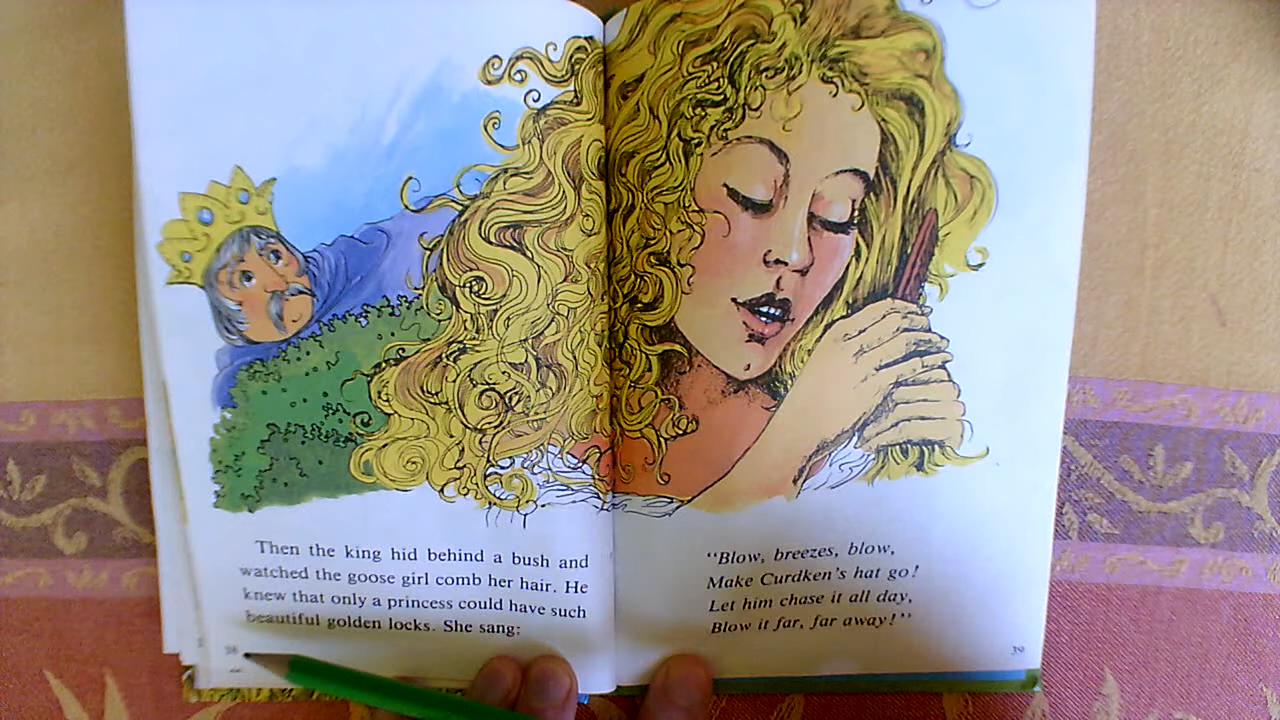 Then the king hid behind a bush and
watched the goose girl comb her hair. He
knew that only a princess could have such
beautiful golden locks. She sang:
38
“Blow, breezes, blow,
Make Curdken's hat go!
Let him chase it all day,
Blow it far, far away!”
39